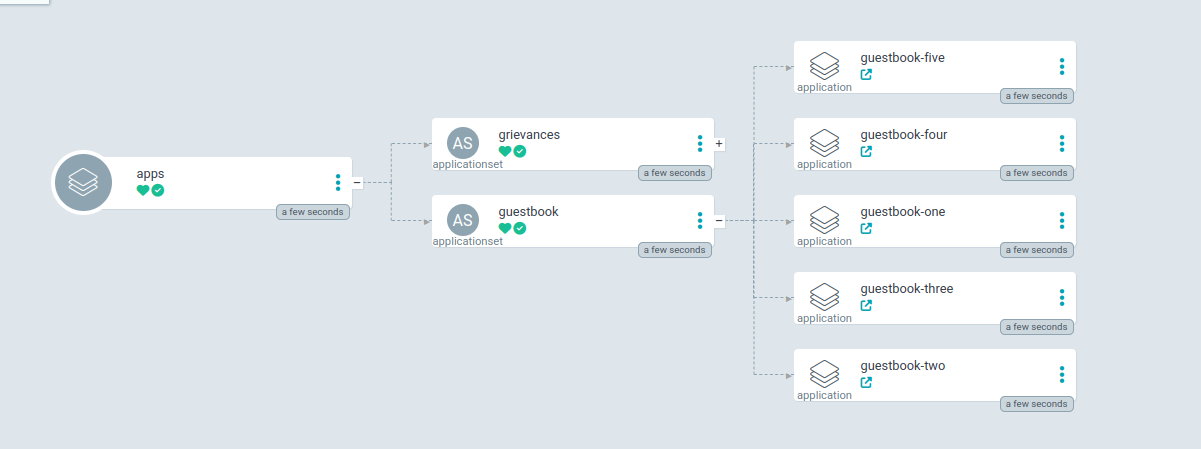 apps
a few seconds
AS
grievances
applicationset
a few seconds
AS
guestbook
applicationset
a few seconds
guestbook-five
application
a few seconds
guestbook-four
application
a few seconds
guestbook-one
application
a few seconds
guestbook-three
application
a few seconds
guestbook-two
application
a few seconds